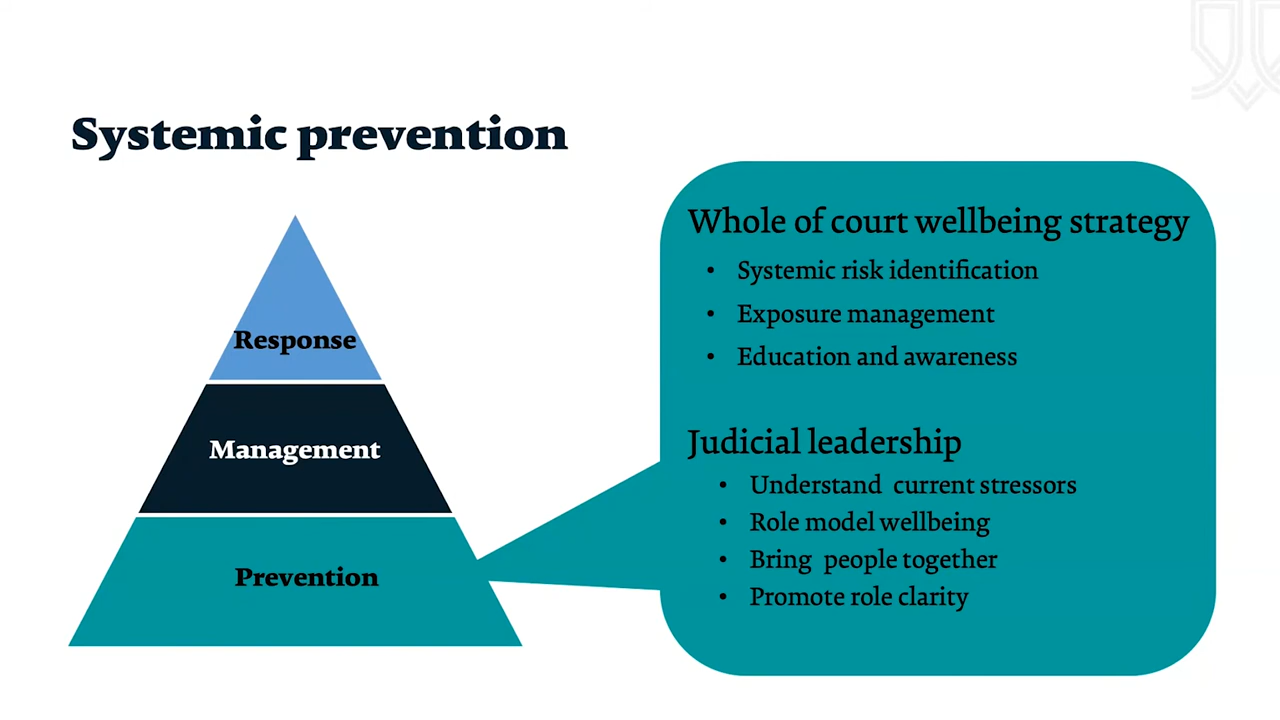 Systemic prevention
Response
Management
Prevention
Whole of court wellbeing strategy
• Systemic risk identification
• Exposure management
• Education and awareness
Judicial leadership
• Understand  current stressors
• Role model wellbeing
• Bring  people together
• Promote role clarity